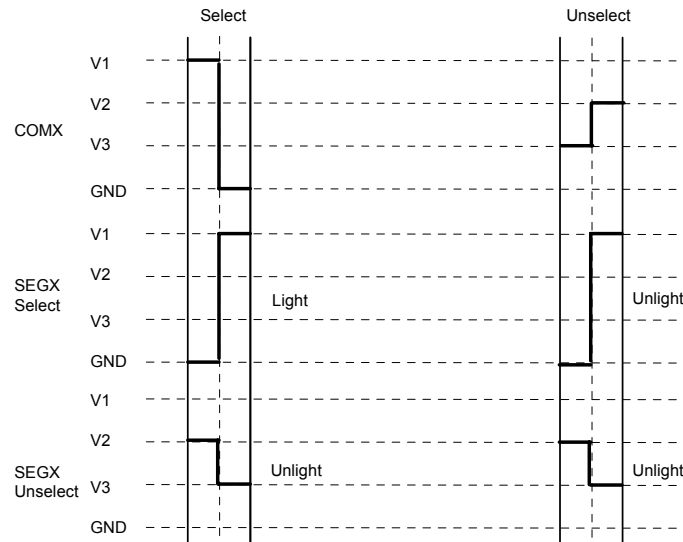 Select Unselect
V1
V2
COMX
V3
GND
V1
V2
SEGX
Select
Light
Unlight
V3
GND
V1
V2
SEGX
Unselect
Unlight
Unlight
V3
GND